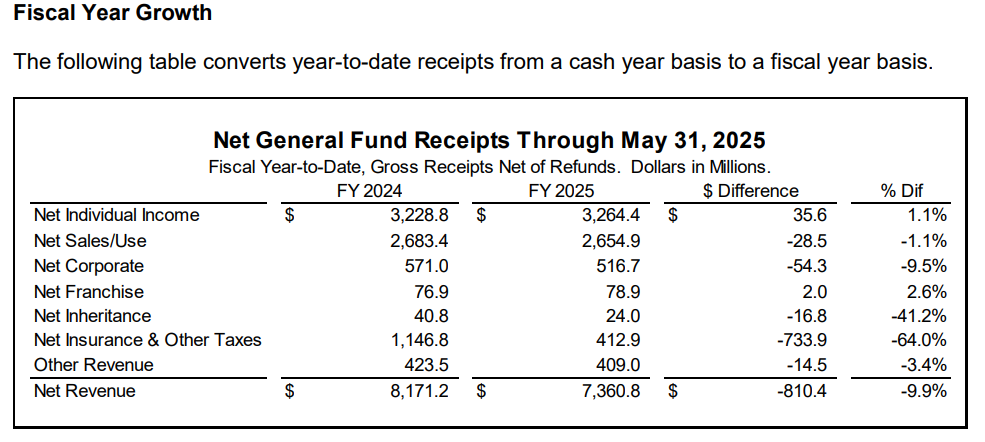 Fiscal Year Growth
The following table converts year-to-date receipts from a cash year basis to a fiscal year basis.
Net General Fund Receipts Through May 31, 2025
Fiscal Year-to-Date, Gross Receipts Net of Refunds. Dollars in Millions.
FY 2024 FY 2025 $ Difference % Dif
Net Individual Income $ 3,228.8 $ 3,264.4 $ 35.6 1.1%
Net Sales/Use 2,683.4 2,654.9 -28.5 -1.1%
Net Corporate 571.0 516.7 -54.3 -9.5%
Net Franchise 76.9 78.9 2.0 2.6%
Net Inheritance 40.8 24.0 -16.8 -41.2%
Net Insurance & Other Taxes 1,146.8 412.9 -733.9 -64.0%
Other Revenue 423.5 409.0 -14.5 -3.4%
Net Revenue $ 8,171.2 $ 7,360.8 $ -810.4 -9.9%